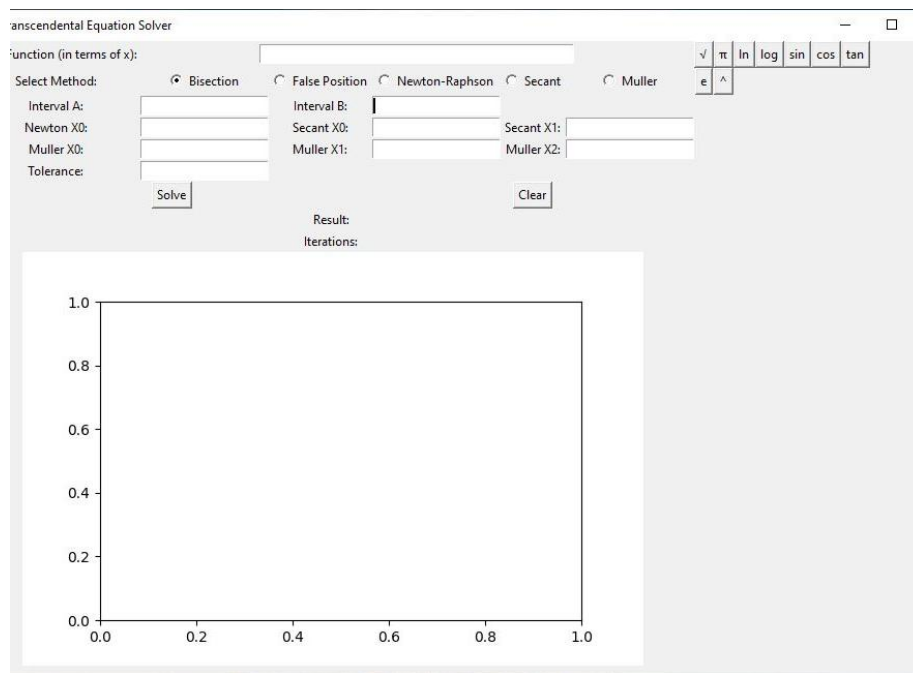 ranscendental Equation Solver
Function (in terms of x):
√ π ln log sin cos tan
Select Method: Bisection False Position Newton-Raphson Secant Muller
e ^
Interval A: Interval B:
Newton X0: Secant X0: Secant X1:
Muller X0: Muller X1: Muller X2:
Tolerance:
Solve Clear
Result:
Iterations:
1.0
0.8
0.6
0.4
0.2
0.0
0.0 0.2 0.4 0.6 0.8 1.0